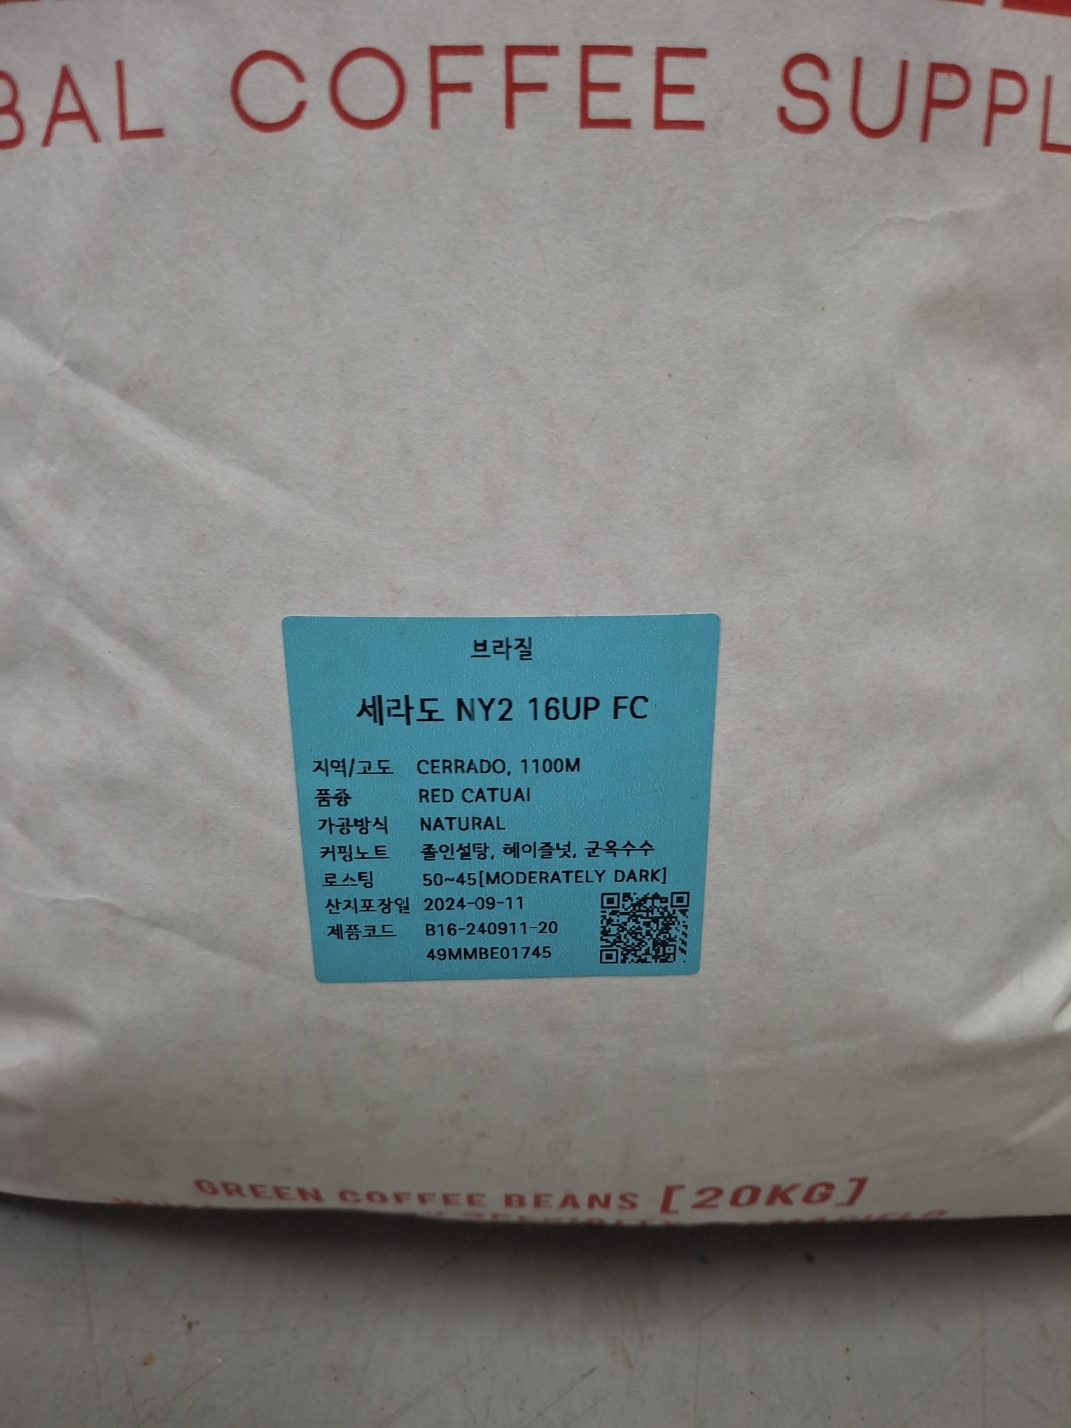 BAL COFFEE SUPPL
브라질
세라도 NY2 16UP FC
지역/고도 CERRADO, 1100M
품종 RED CATUAI
가공방식 NATURAL
커핑노트 졸인설탕, 헤이즐넛, 군옥수수
로스팅 50~45[MODERATELY DARK]
산지포장일 2024-09-11
제품코드 B16-240911-20
49MMBE01745
GREEN COFFEE BEANS [20KG]